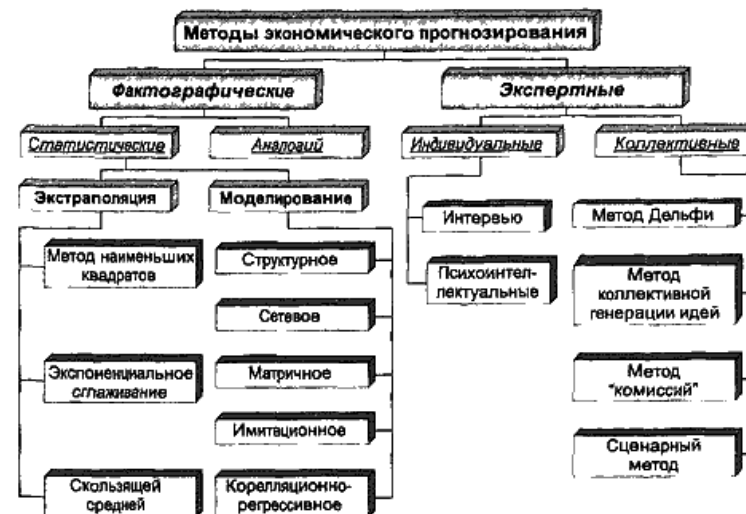 Методы экономического прогнозирования
Фактографические
Экспертные
Статистические
Аналогий
Индивидуальные
Коллективные
Экстраполяция
Моделирование
Метод наименьших
квадратов
Экспоненциальное
сглаживание
Скользящей
средней
Структурное
Сетевое
Матричное
Имитационное
Корелляционно-
регрессивное
Интервью
Психоинтел-
лектуальные
Метод Дельфи
Метод
коллективной
генерации идей
Метод
"комиссий"
Сценарный
метод